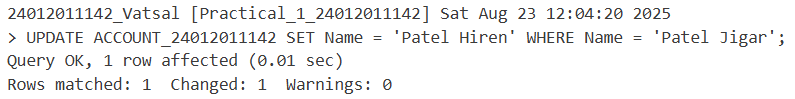 24012011142_Vatsal [Practical_1_24012011142] Sat Aug 23 12:04:20 2025
> UPDATE ACCOUNT_24012011142 SET Name = 'Patel Hiren' WHERE Name = 'Patel Jigar';
Query OK, 1 row affected (0.01 sec)
Rows matched: 1  Changed: 1  Warnings: 0